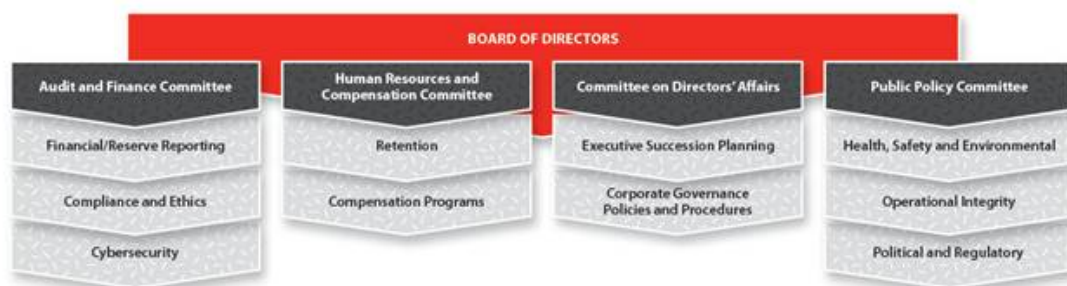 BOARD OF DIRECTORS
Audit and Finance Committee
Financial/Reserve Reporting
Compliance and Ethics
Cybersecurity
Human Resources and
Compensation Committee
Retention
Compensation Programs
Committee on Directors' Affairs
Executive Succession Planning
Corporate Governance
Policies and Procedures
Public Policy Committee
Health, Safety and Environmental
Operational Integrity
Political and Regulatory